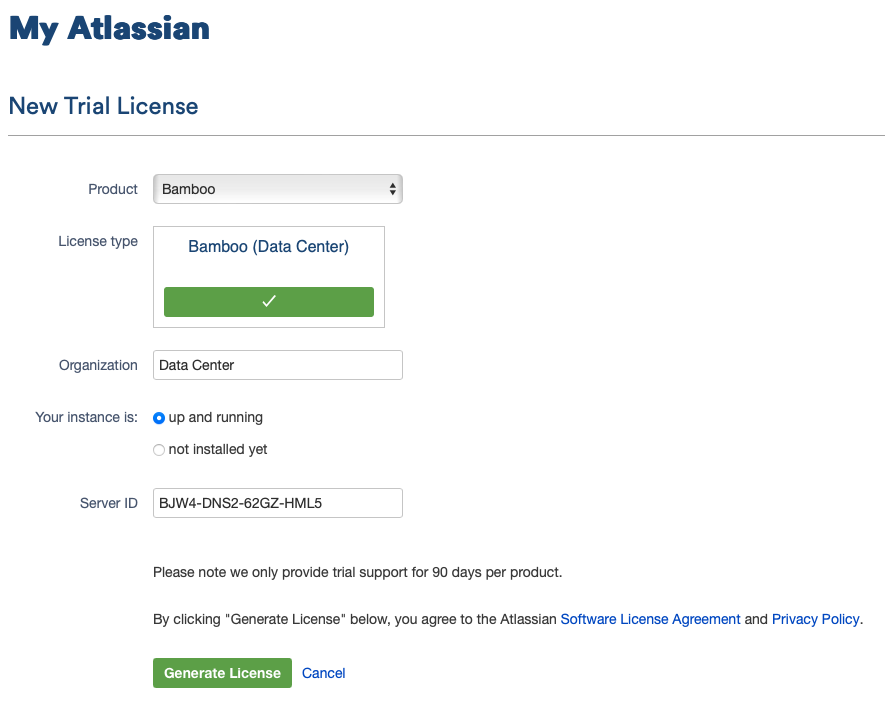 My Atlassian
New Trial License
Product Bamboo
License type Bamboo (Data Center)
Organization Data Center
Your instance is: up and running
not installed yet
Server ID BJW4-DNS2-62GZ-HML5
Please note we only provide trial support for 90 days per product.
By clicking "Generate License" below, you agree to the Atlassian Software License Agreement and Privacy Policy.
Generate License Cancel